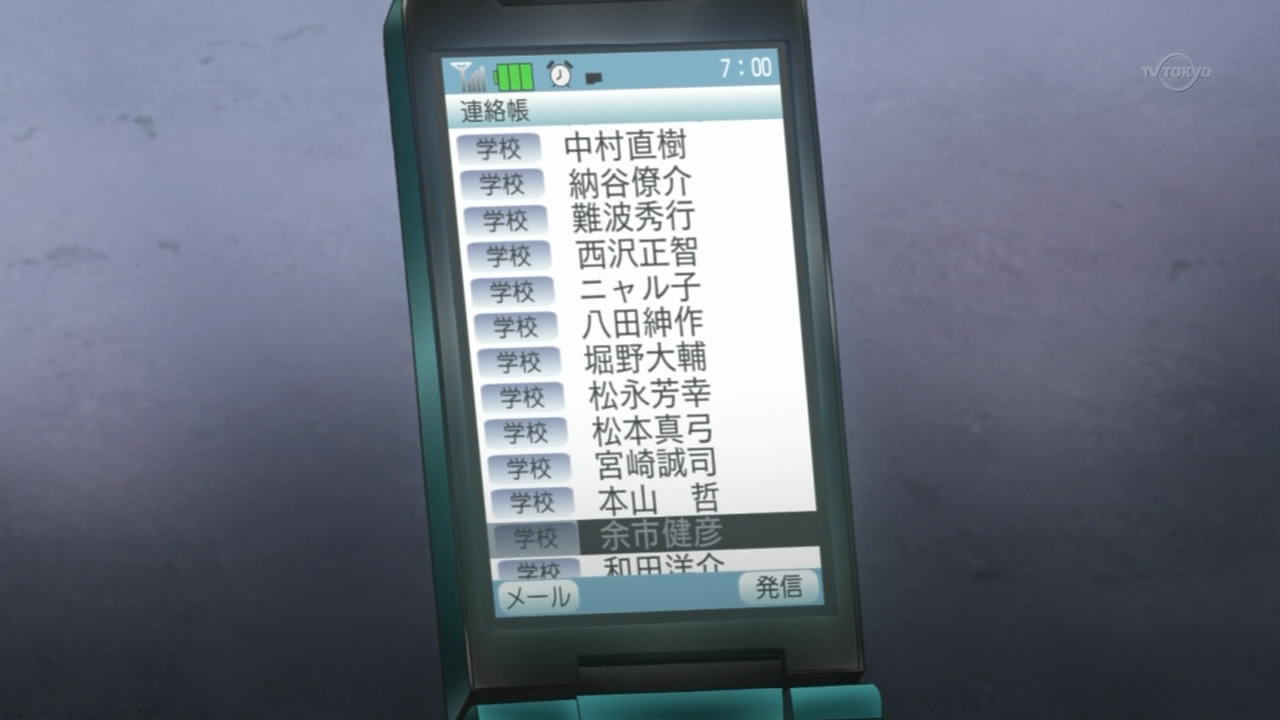 TV TOKYO
7:00
連絡帳
学校 中村直樹
学校 納谷僚介
学校 難波秀行
学校 西沢正智
学校 ニャル子
学校 八田紳作
学校 堀野大輔
学校 松永芳幸
学校 松本真弓
学校 宮崎誠司
学校 本山 哲
学校 余市健彦
学校 和田洋介
メール 発信